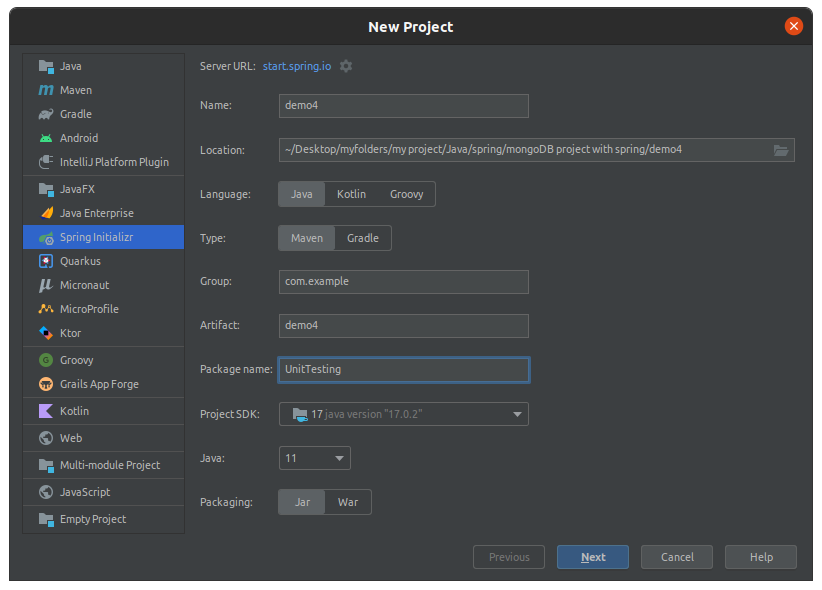 New Project
Java
Maven
Gradle
Android
IntelliJ Platform Plugin
JavaFX
Java Enterprise
Spring Initializr
Quarkus
Micronaut
MicroProfile
Ktor
Groovy
Grails App Forge
Kotlin
Web
Multi-module Project
JavaScript
Empty Project
Server URL: start.spring.io
Name: demo4
Location: ~/Desktop/myfolders/my project/Java/spring/mongoDB project with spring/demo4
Language: Java Kotlin Groovy
Type: Maven Gradle
Group: com.example
Artifact: demo4
Package name: UnitTesting
Project SDK: 17 java version "17.0.2"
Java: 11
Packaging: Jar War
Previous Next Cancel Help